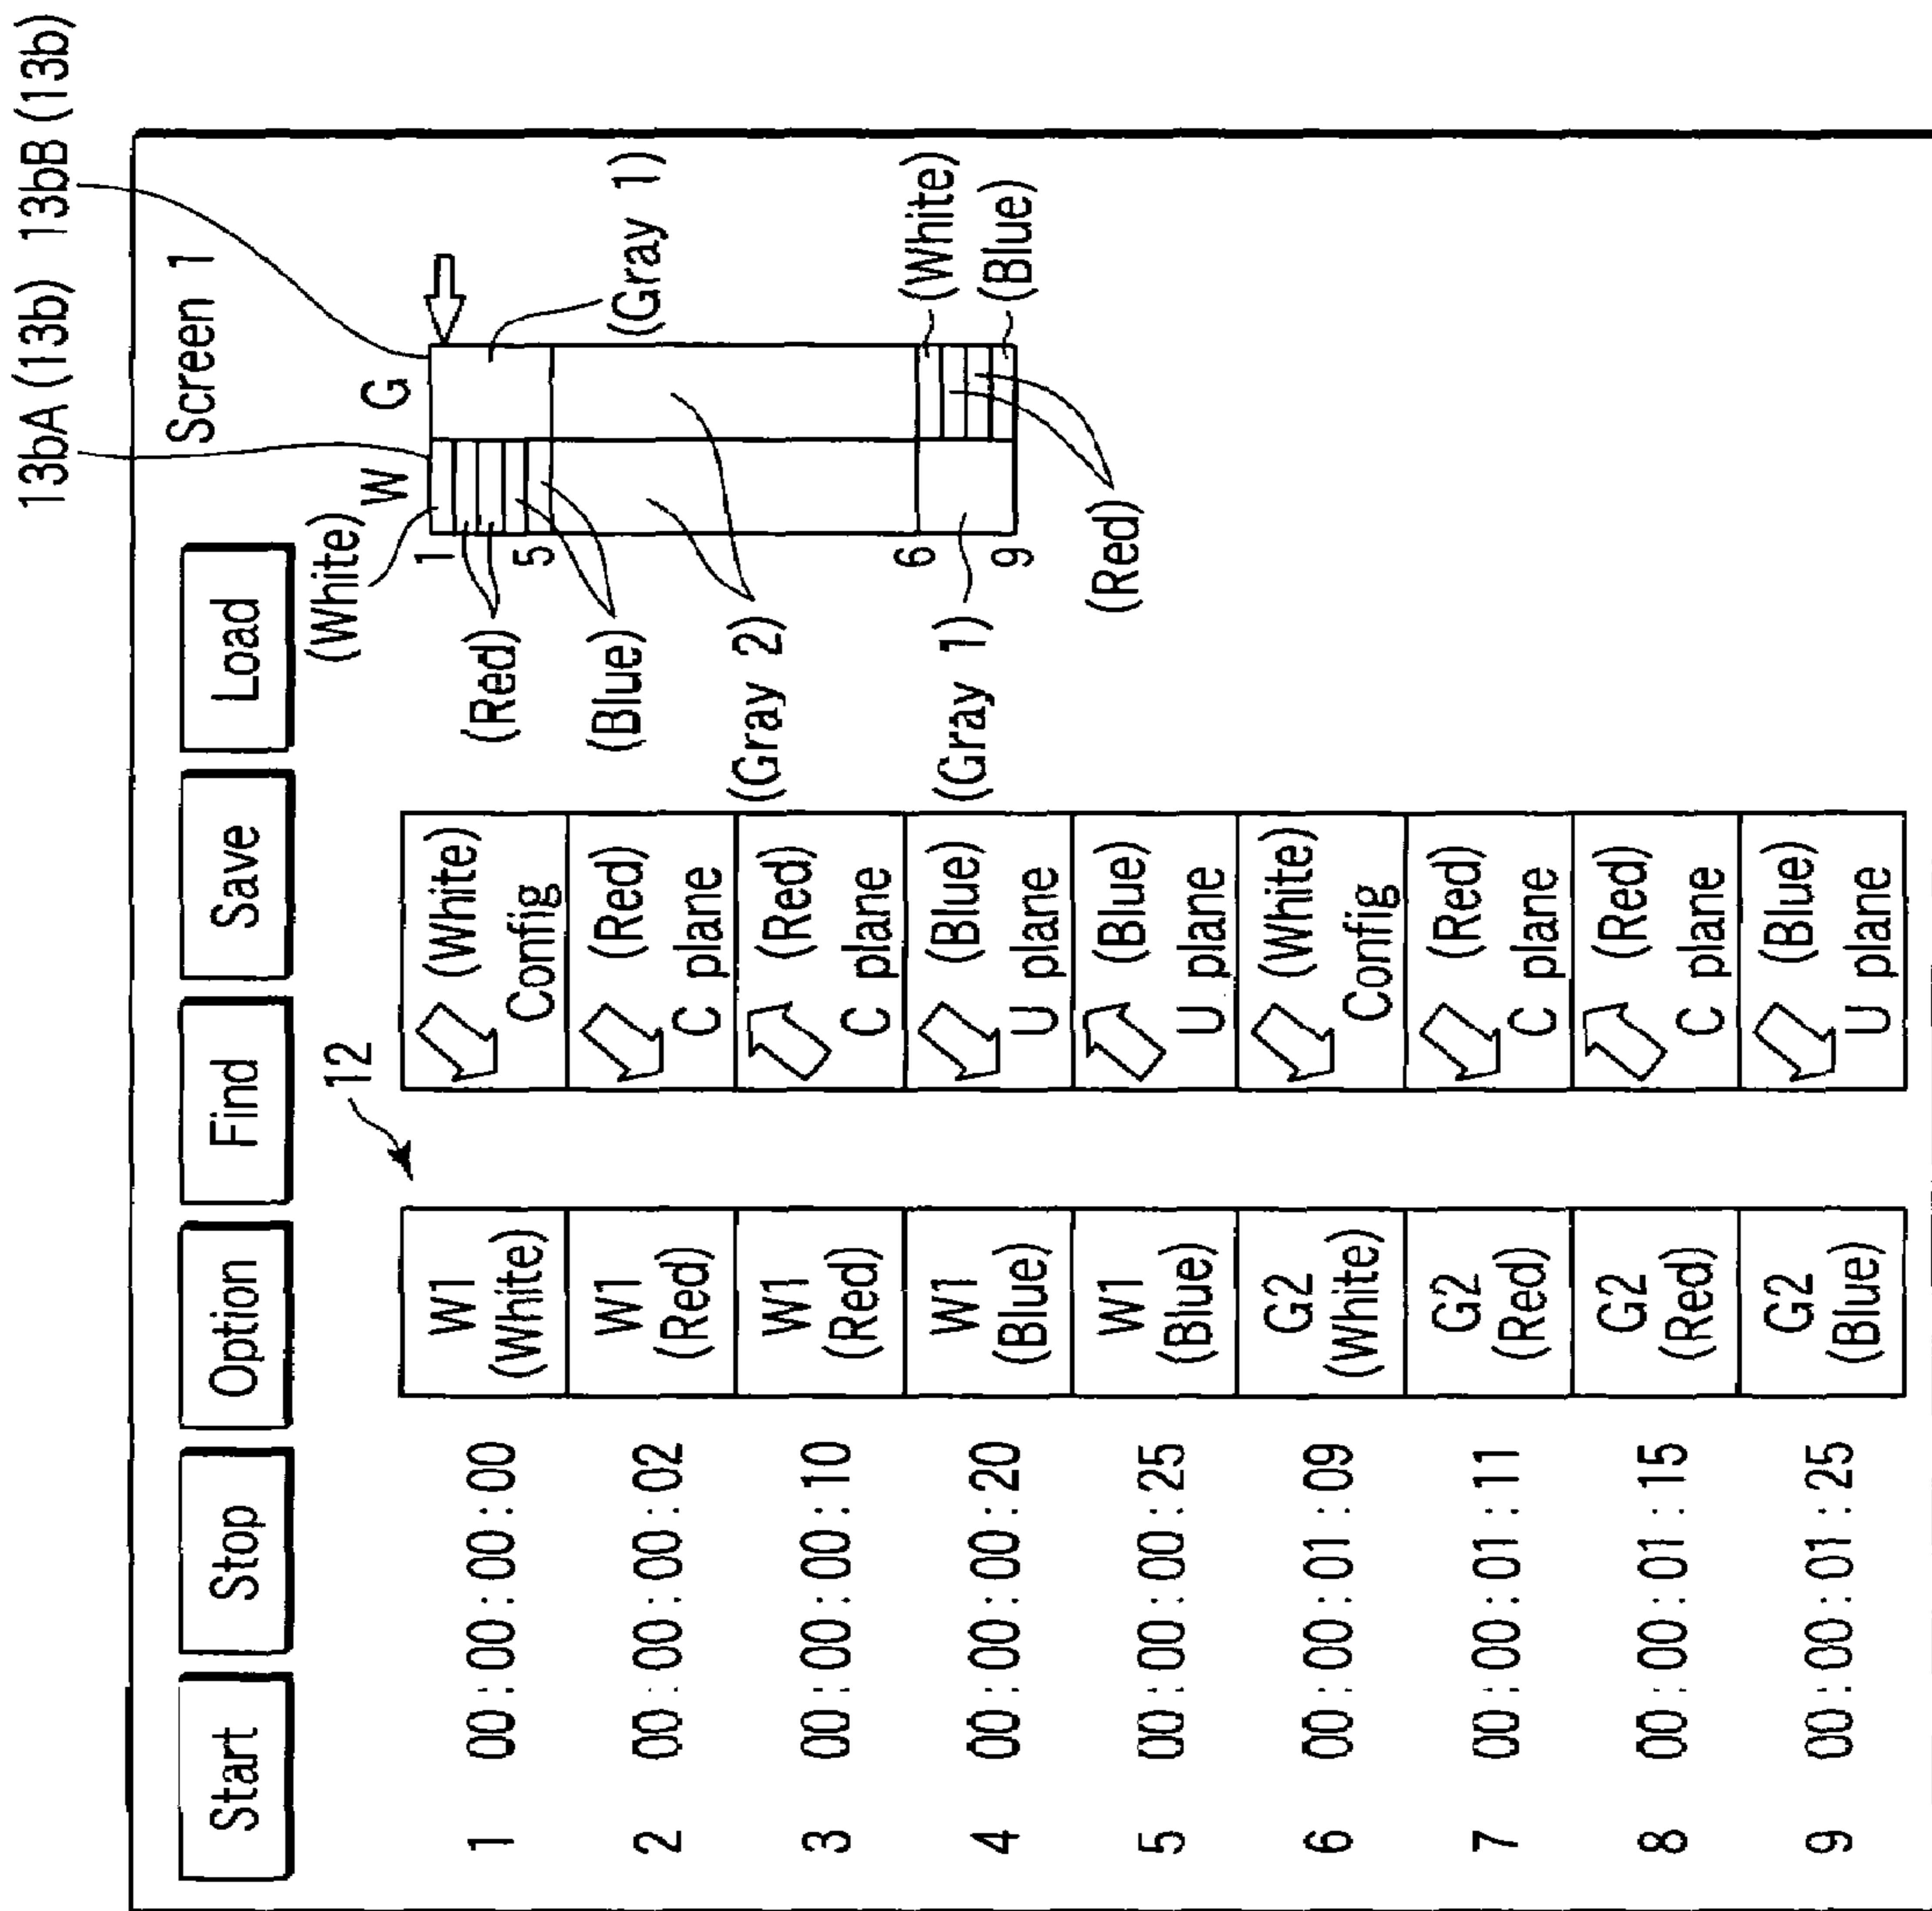 13bA (13b) 13bB (13b)
Start Stop Option Find Save Load Screen 1
12
(White) W G
1 00:00:00:00 W1 (White) (White) Config
2 00:00:00:02 W1 (Red) (Red) C plane
3 00:00:00:10 W1 (Red) (Red) C plane
4 00:00:00:20 W1 (Blue) (Blue) U plane
5 00:00:00:25 W1 (Blue) (Blue) U plane
6 00:00:01:09 G2 (White) (White) Config
7 00:00:01:11 G2 (Red) (Red) C plane
8 00:00:01:15 G2 (Red) (Red) C plane
9 00:00:01:25 G2 (Blue) (Blue) U plane
1
(Red)
5
(Blue) (Gray 1)
(Gray 2)
6 (White)
(Gray 1)
9 (Blue)
(Red)